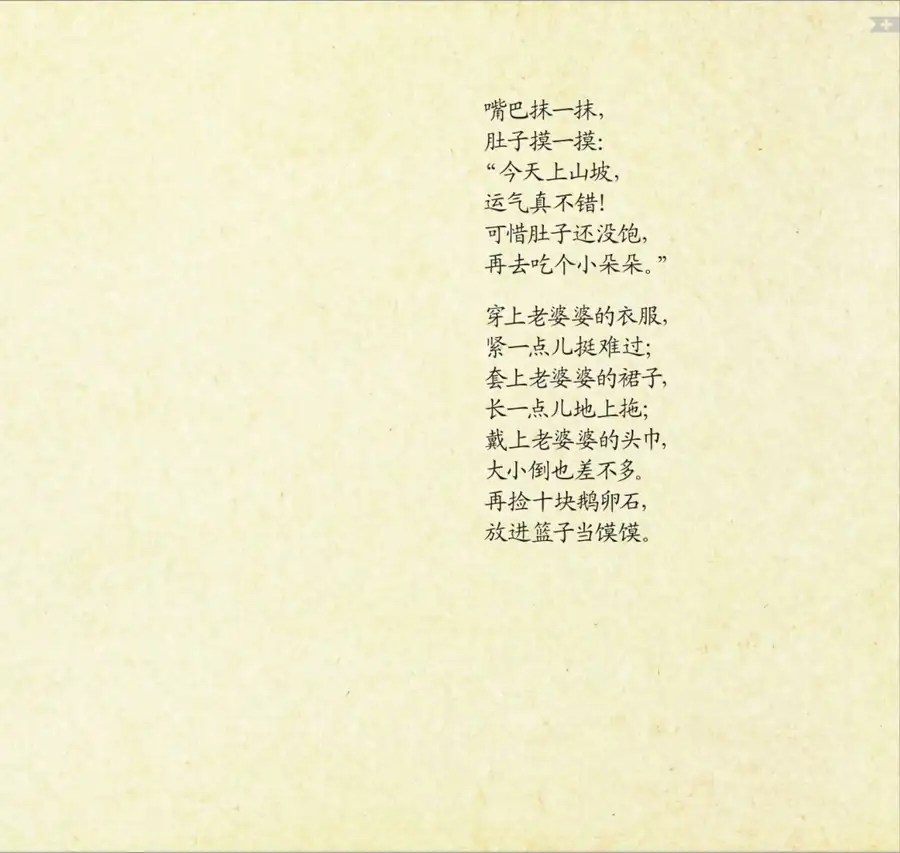 嘴巴抹一抹，
肚子摸一摸：
“今天上山坡，
运气真不错！
可惜肚子还没饱，
再去吃个小朵朵。”
穿上老婆婆的衣服，
紧一点儿挺难过；
套上老婆婆的裙子，
长一点儿地上拖；
戴上老婆婆的头巾，
大小倒也差不多。
再捡十块鹅卵石，
放进篮子当馍馍。